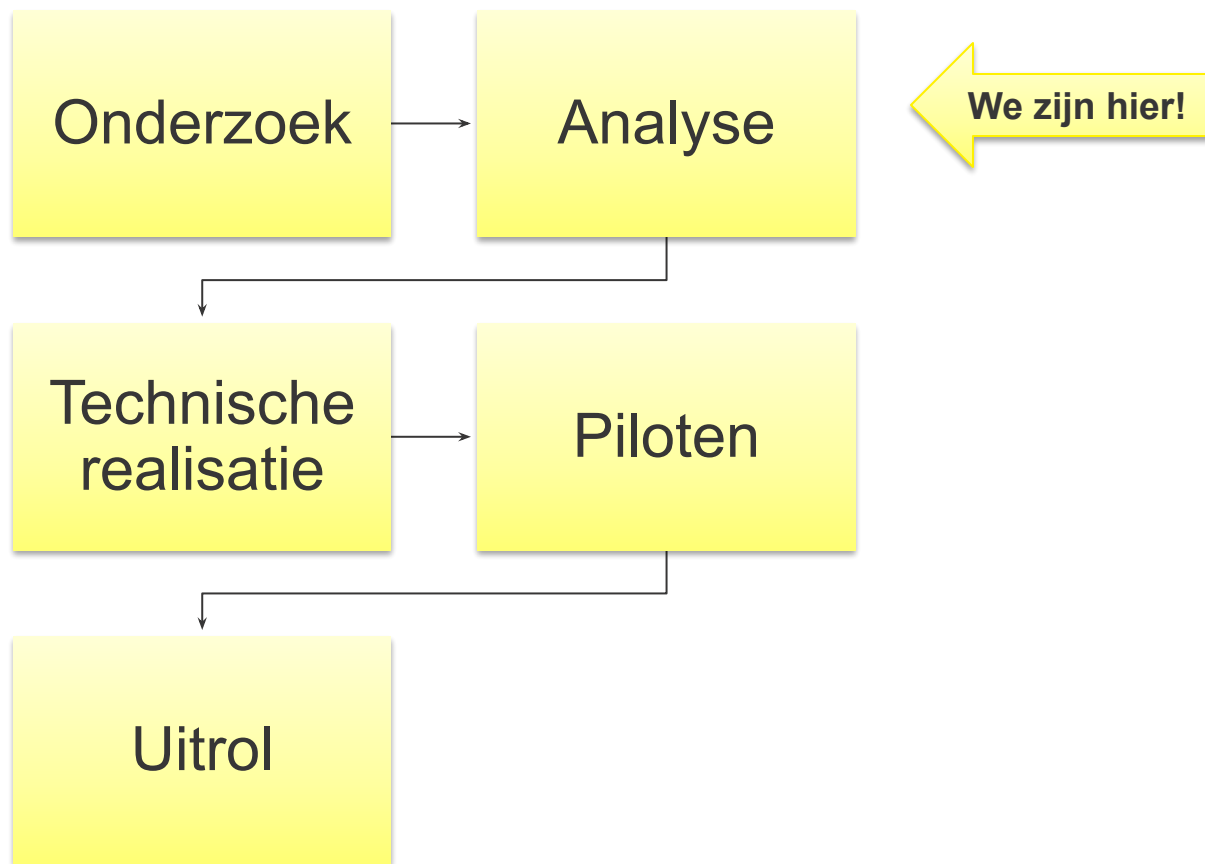 Onderzoek
Analyse
We zijn hier!
Technische
realisatie
Piloten
Uitrol